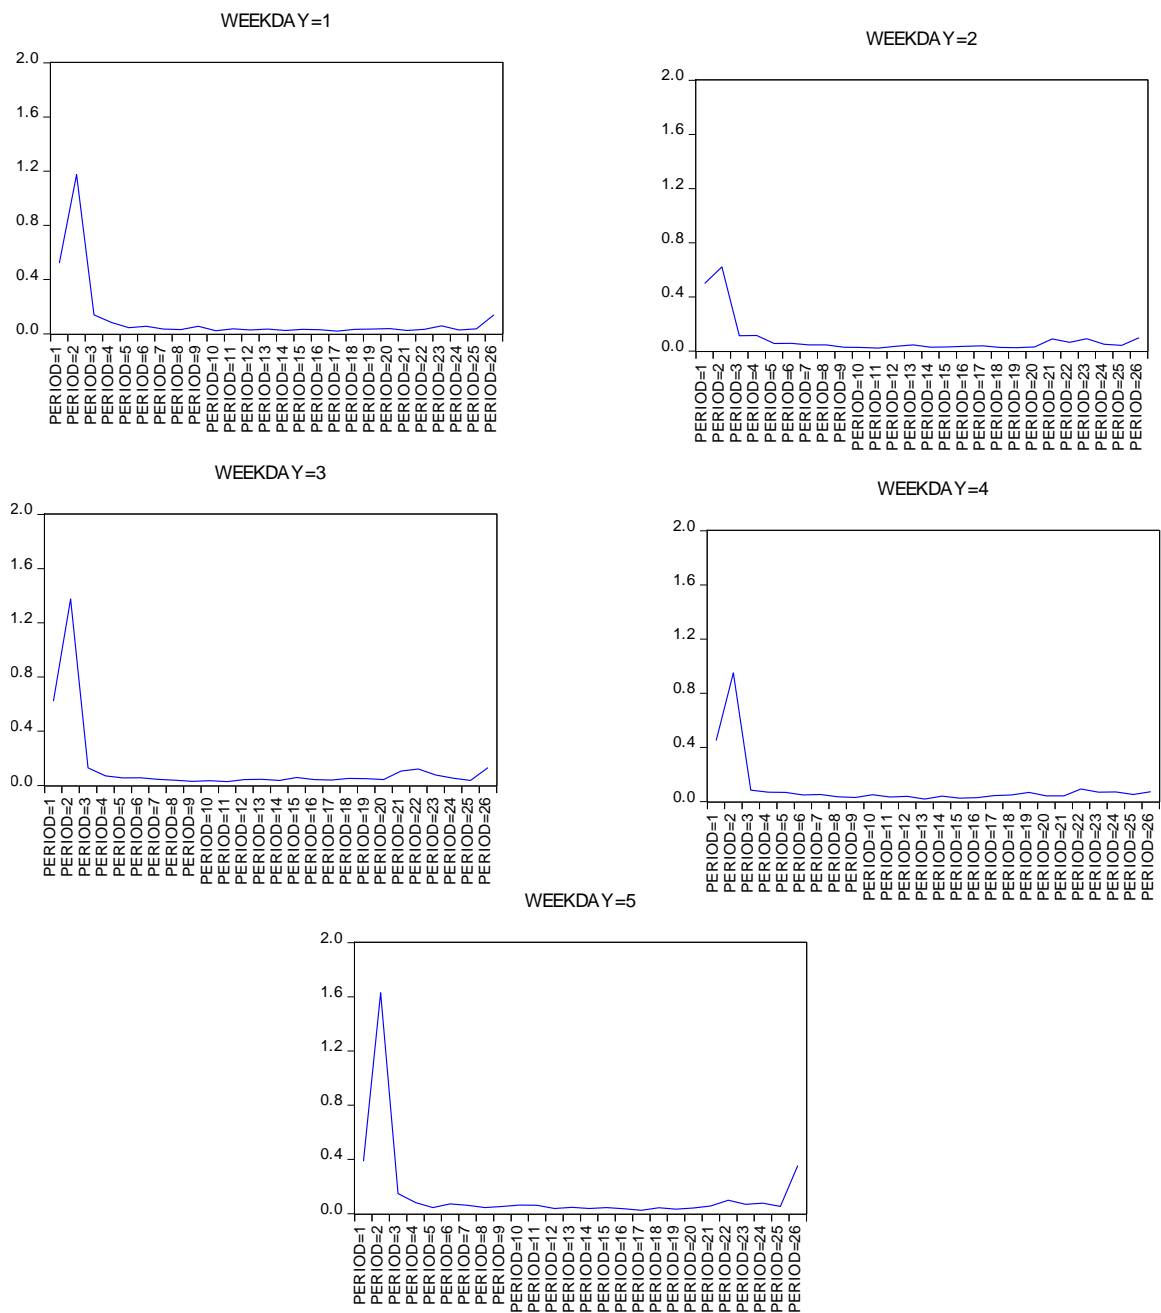 WEEKDAY=1
2.0
1.6
1.2
0.8
0.4
0.0
PERIOD=1
PERIOD=2
PERIOD=3
PERIOD=4
PERIOD=5
PERIOD=6
PERIOD=7
PERIOD=8
PERIOD=9
PERIOD=10
PERIOD=11
PERIOD=12
PERIOD=13
PERIOD=14
PERIOD=15
PERIOD=16
PERIOD=17
PERIOD=18
PERIOD=19
PERIOD=20
PERIOD=21
PERIOD=22
PERIOD=23
PERIOD=24
PERIOD=25
PERIOD=26
WEEKDAY=2
2.0
1.6
1.2
0.8
0.4
0.0
PERIOD=1
PERIOD=2
PERIOD=3
PERIOD=4
PERIOD=5
PERIOD=6
PERIOD=7
PERIOD=8
PERIOD=9
PERIOD=10
PERIOD=11
PERIOD=12
PERIOD=13
PERIOD=14
PERIOD=15
PERIOD=16
PERIOD=17
PERIOD=18
PERIOD=19
PERIOD=20
PERIOD=21
PERIOD=22
PERIOD=23
PERIOD=24
PERIOD=25
PERIOD=26
WEEKDAY=3
2.0
1.6
1.2
0.8
0.4
0.0
PERIOD=1
PERIOD=2
PERIOD=3
PERIOD=4
PERIOD=5
PERIOD=6
PERIOD=7
PERIOD=8
PERIOD=9
PERIOD=10
PERIOD=11
PERIOD=12
PERIOD=13
PERIOD=14
PERIOD=15
PERIOD=16
PERIOD=17
PERIOD=18
PERIOD=19
PERIOD=20
PERIOD=21
PERIOD=22
PERIOD=23
PERIOD=24
PERIOD=25
PERIOD=26
WEEKDAY=4
2.0
1.6
1.2
0.8
0.4
0.0
PERIOD=1
PERIOD=2
PERIOD=3
PERIOD=4
PERIOD=5
PERIOD=6
PERIOD=7
PERIOD=8
PERIOD=9
PERIOD=10
PERIOD=11
PERIOD=12
PERIOD=13
PERIOD=14
PERIOD=15
PERIOD=16
PERIOD=17
PERIOD=18
PERIOD=19
PERIOD=20
PERIOD=21
PERIOD=22
PERIOD=23
PERIOD=24
PERIOD=25
PERIOD=26
WEEKDAY=5
2.0
1.6
1.2
0.8
0.4
0.0
PERIOD=1
PERIOD=2
PERIOD=3
PERIOD=4
PERIOD=5
PERIOD=6
PERIOD=7
PERIOD=8
PERIOD=9
PERIOD=10
PERIOD=11
PERIOD=12
PERIOD=13
PERIOD=14
PERIOD=15
PERIOD=16
PERIOD=17
PERIOD=18
PERIOD=19
PERIOD=20
PERIOD=21
PERIOD=22
PERIOD=23
PERIOD=24
PERIOD=25
PERIOD=26